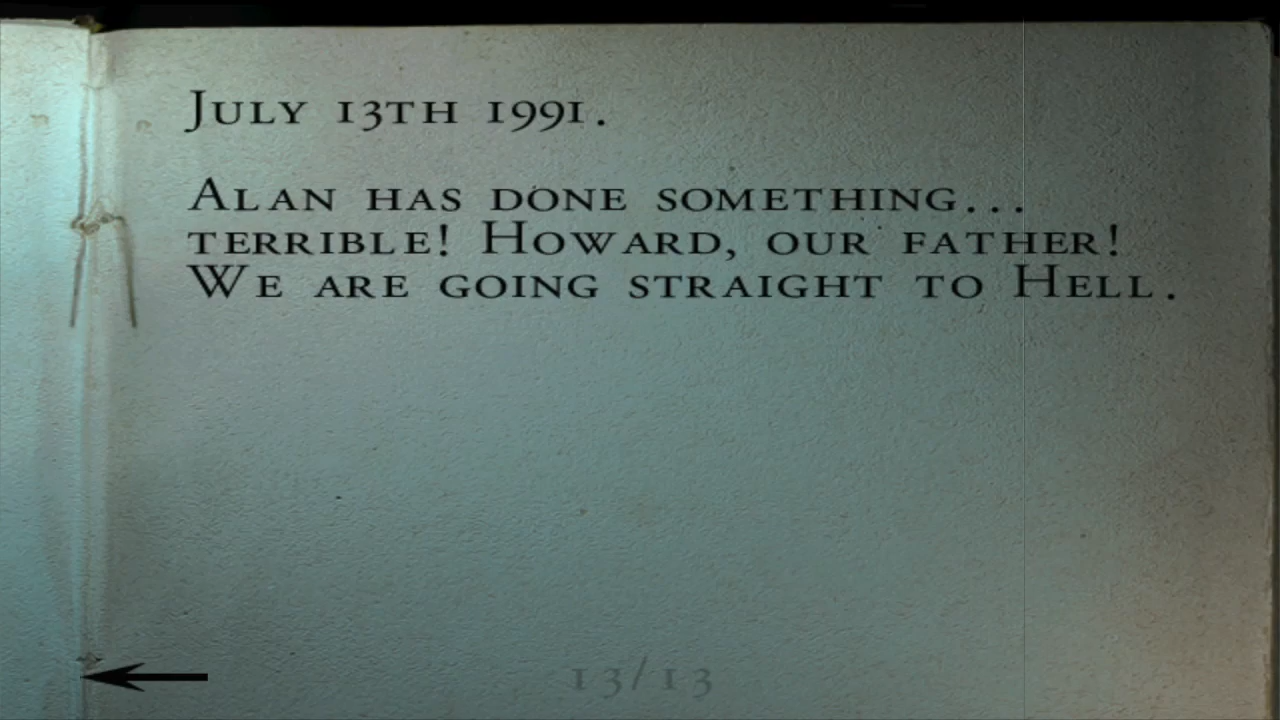 July 13th 1991.
Alan has done something...
terrible! Howard, our father!
We are going straight to Hell.
13/13